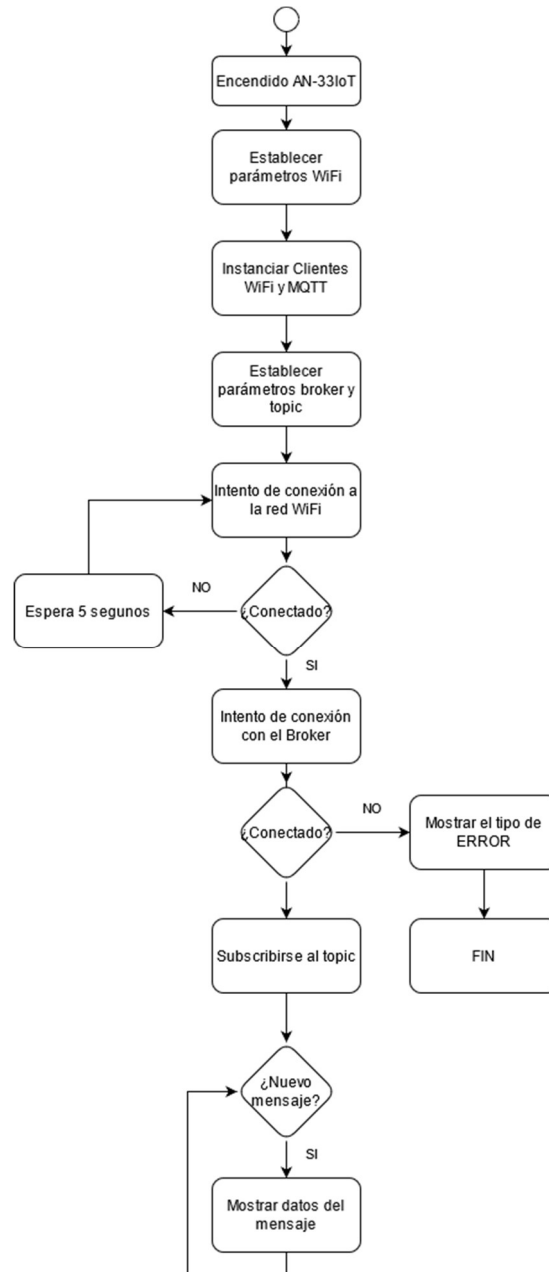 Encendido AN-33IoT
Establecer
parámetros WiFi
Instanciar Clientes
WiFi y MQTT
Establecer
parámetros broker y
topic
Intento de conexión a
la red WiFi
NO
Espera 5 segunos
¿Conectado?
SI
Intento de conexión
con el Broker
NO
¿Conectado?
Mostrar el tipo de
ERROR
Subscribirse al topic
FIN
¿Nuevo
mensaje?
SI
Mostrar datos del
mensaje